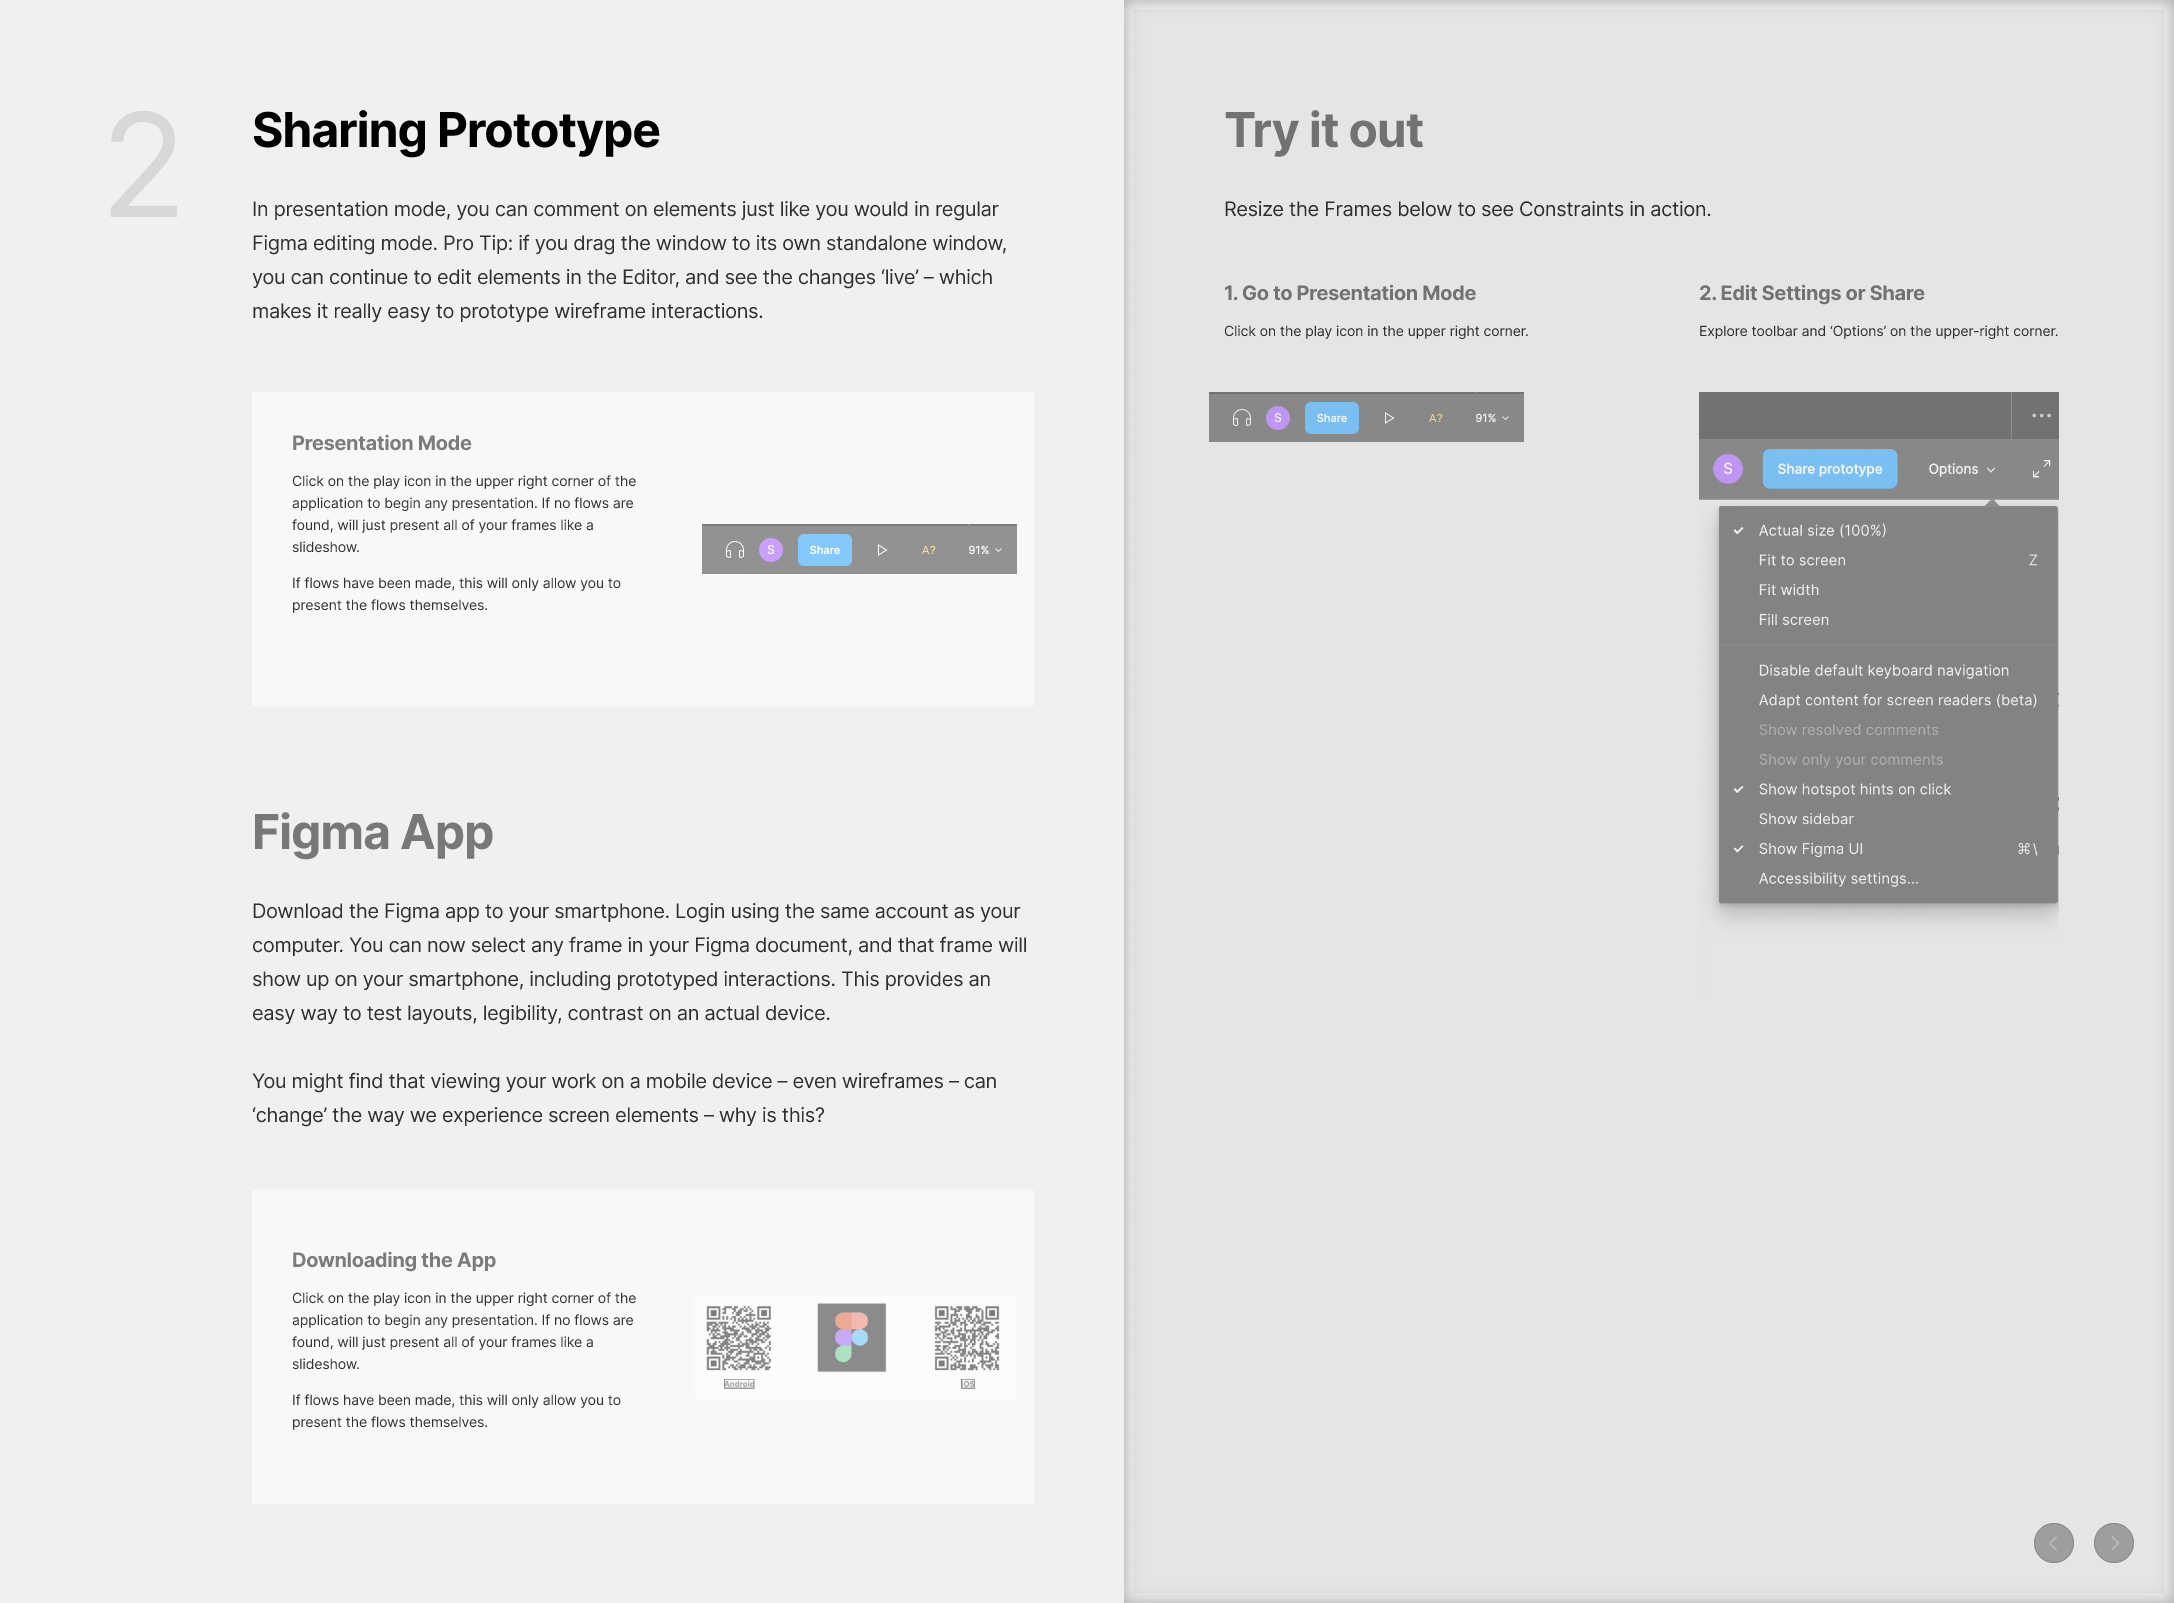 2
Sharing Prototype
In presentation mode, you can comment on elements just like you would in regular
Figma editing mode. Pro Tip: if you drag the window to its own standalone window,
you can continue to edit elements in the Editor, and see the changes ‘live’ – which
makes it really easy to prototype wireframe interactions.
Presentation Mode
Click on the play icon in the upper right corner of the
application to begin any presentation. If no flows are
found, will just present all of your frames like a
slideshow.
If flows have been made, this will only allow you to
present the flows themselves.
S Share A? 91%
Figma App
Download the Figma app to your smartphone. Login using the same account as your
computer. You can now select any frame in your Figma document, and that frame will
show up on your smartphone, including prototyped interactions. This provides an
easy way to test layouts, legibility, contrast on an actual device.
You might find that viewing your work on a mobile device – even wireframes – can
‘change’ the way we experience screen elements – why is this?
Downloading the App
Click on the play icon in the upper right corner of the
application to begin any presentation. If no flows are
found, will just present all of your frames like a
slideshow.
If flows have been made, this will only allow you to
present the flows themselves.
Android
iOS
Try it out
Resize the Frames below to see Constraints in action.
1. Go to Presentation Mode
Click on the play icon in the upper right corner.
S Share A? 91%
2. Edit Settings or Share
Explore toolbar and ‘Options’ on the upper-right corner.
S Share prototype Options
Actual size (100%)
Fit to screen Z
Fit width
Fill screen
Disable default keyboard navigation
Adapt content for screen readers (beta)
Show resolved comments
Show only your comments
Show hotspot hints on click
Show sidebar
Show Figma UI ⌘\
Accessibility settings...